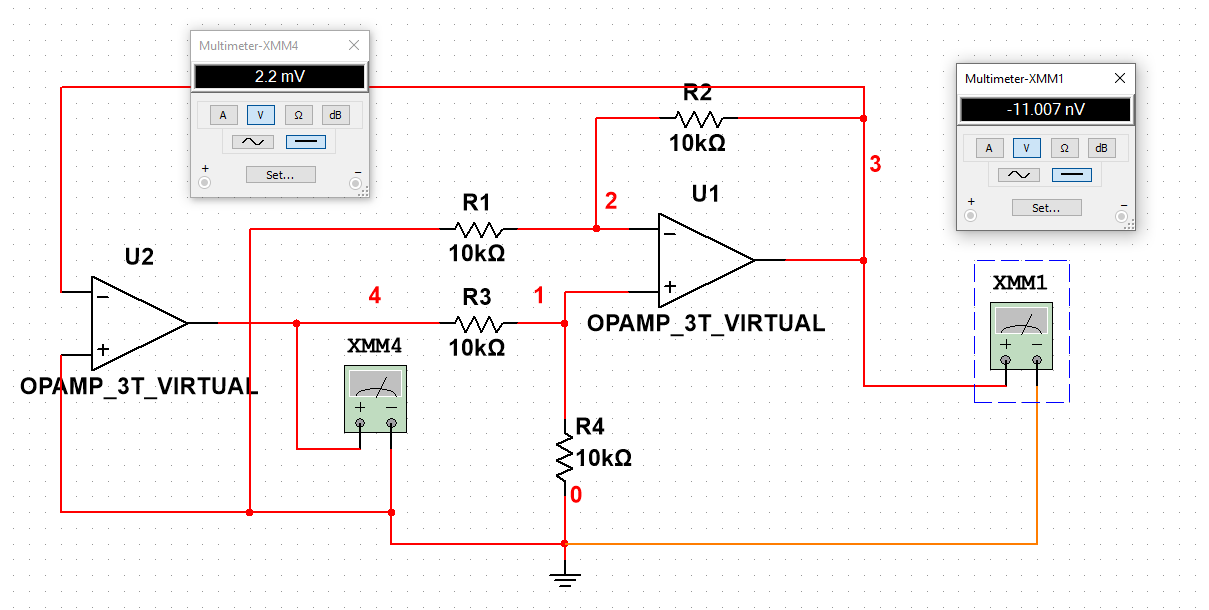 Multimeter-XMM4
2.2 mV
A V Ω dB
+ −
Set...
Multimeter-XMM1
-11.007 nV
A V Ω dB
+ −
Set...
R2
10kΩ
3
2
U1
R1
10kΩ
U2
4
R3
1
10kΩ
−
+
OPAMP_3T_VIRTUAL
−
+
OPAMP_3T_VIRTUAL
XMM4
+ −
XMM1
+ −
R4
10kΩ
0